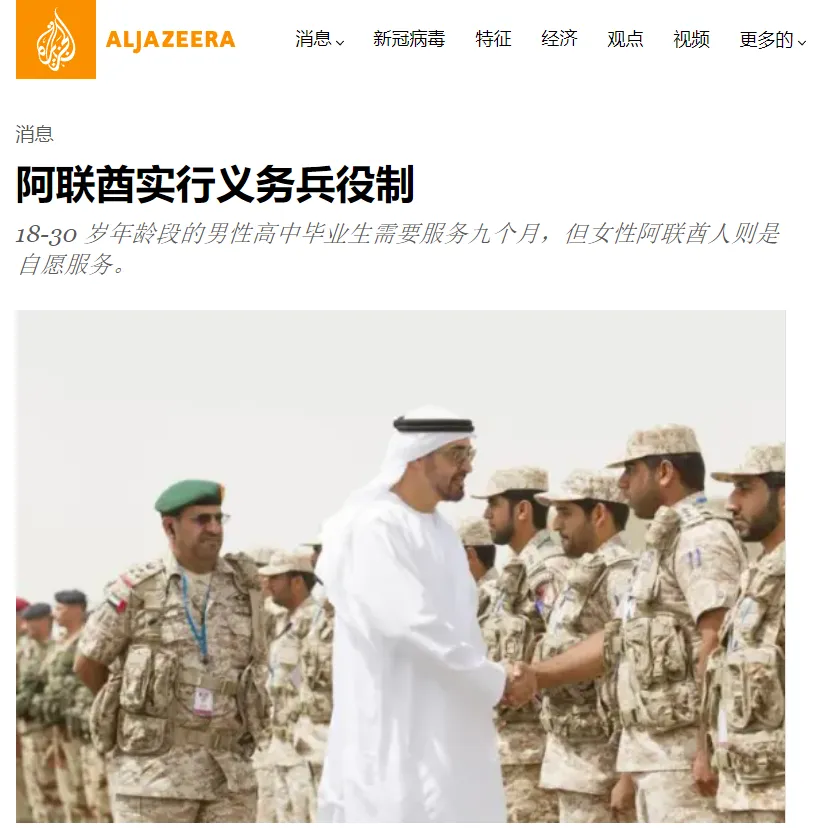 ALJAZEERA
消息 新冠病毒 特征 经济 观点 视频 更多的
消息
阿联酋实行义务兵役制
18-30 岁年龄段的男性高中毕业生需要服务九个月，但女性阿联酋人则是
自愿服务。